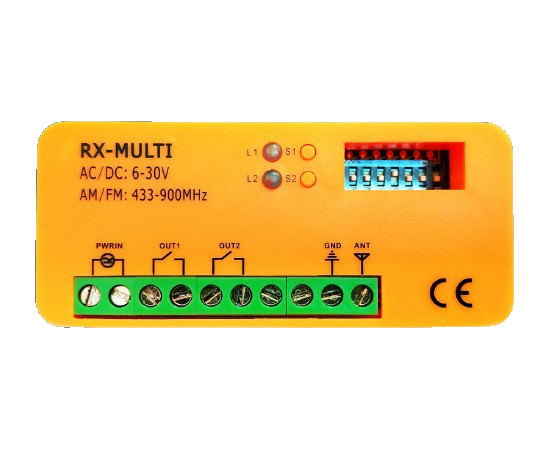 RX-MULTI
AC/DC: 6-30V
AM/FM: 433-900MHz
L1 S1
L2 S2
PWRIN OUT1 OUT2 GND ANT
CE